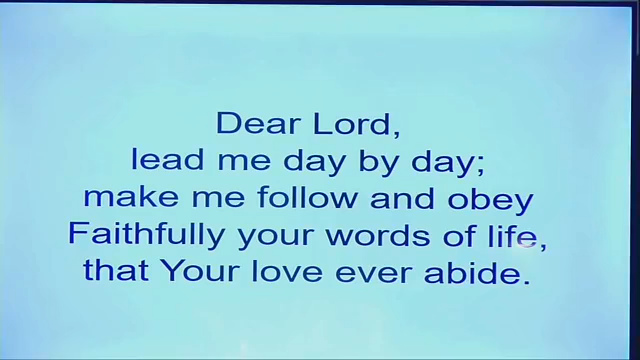 Dear Lord,
lead me day by day;
make me follow and obey
Faithfully your words of life,
that Your love ever abide.